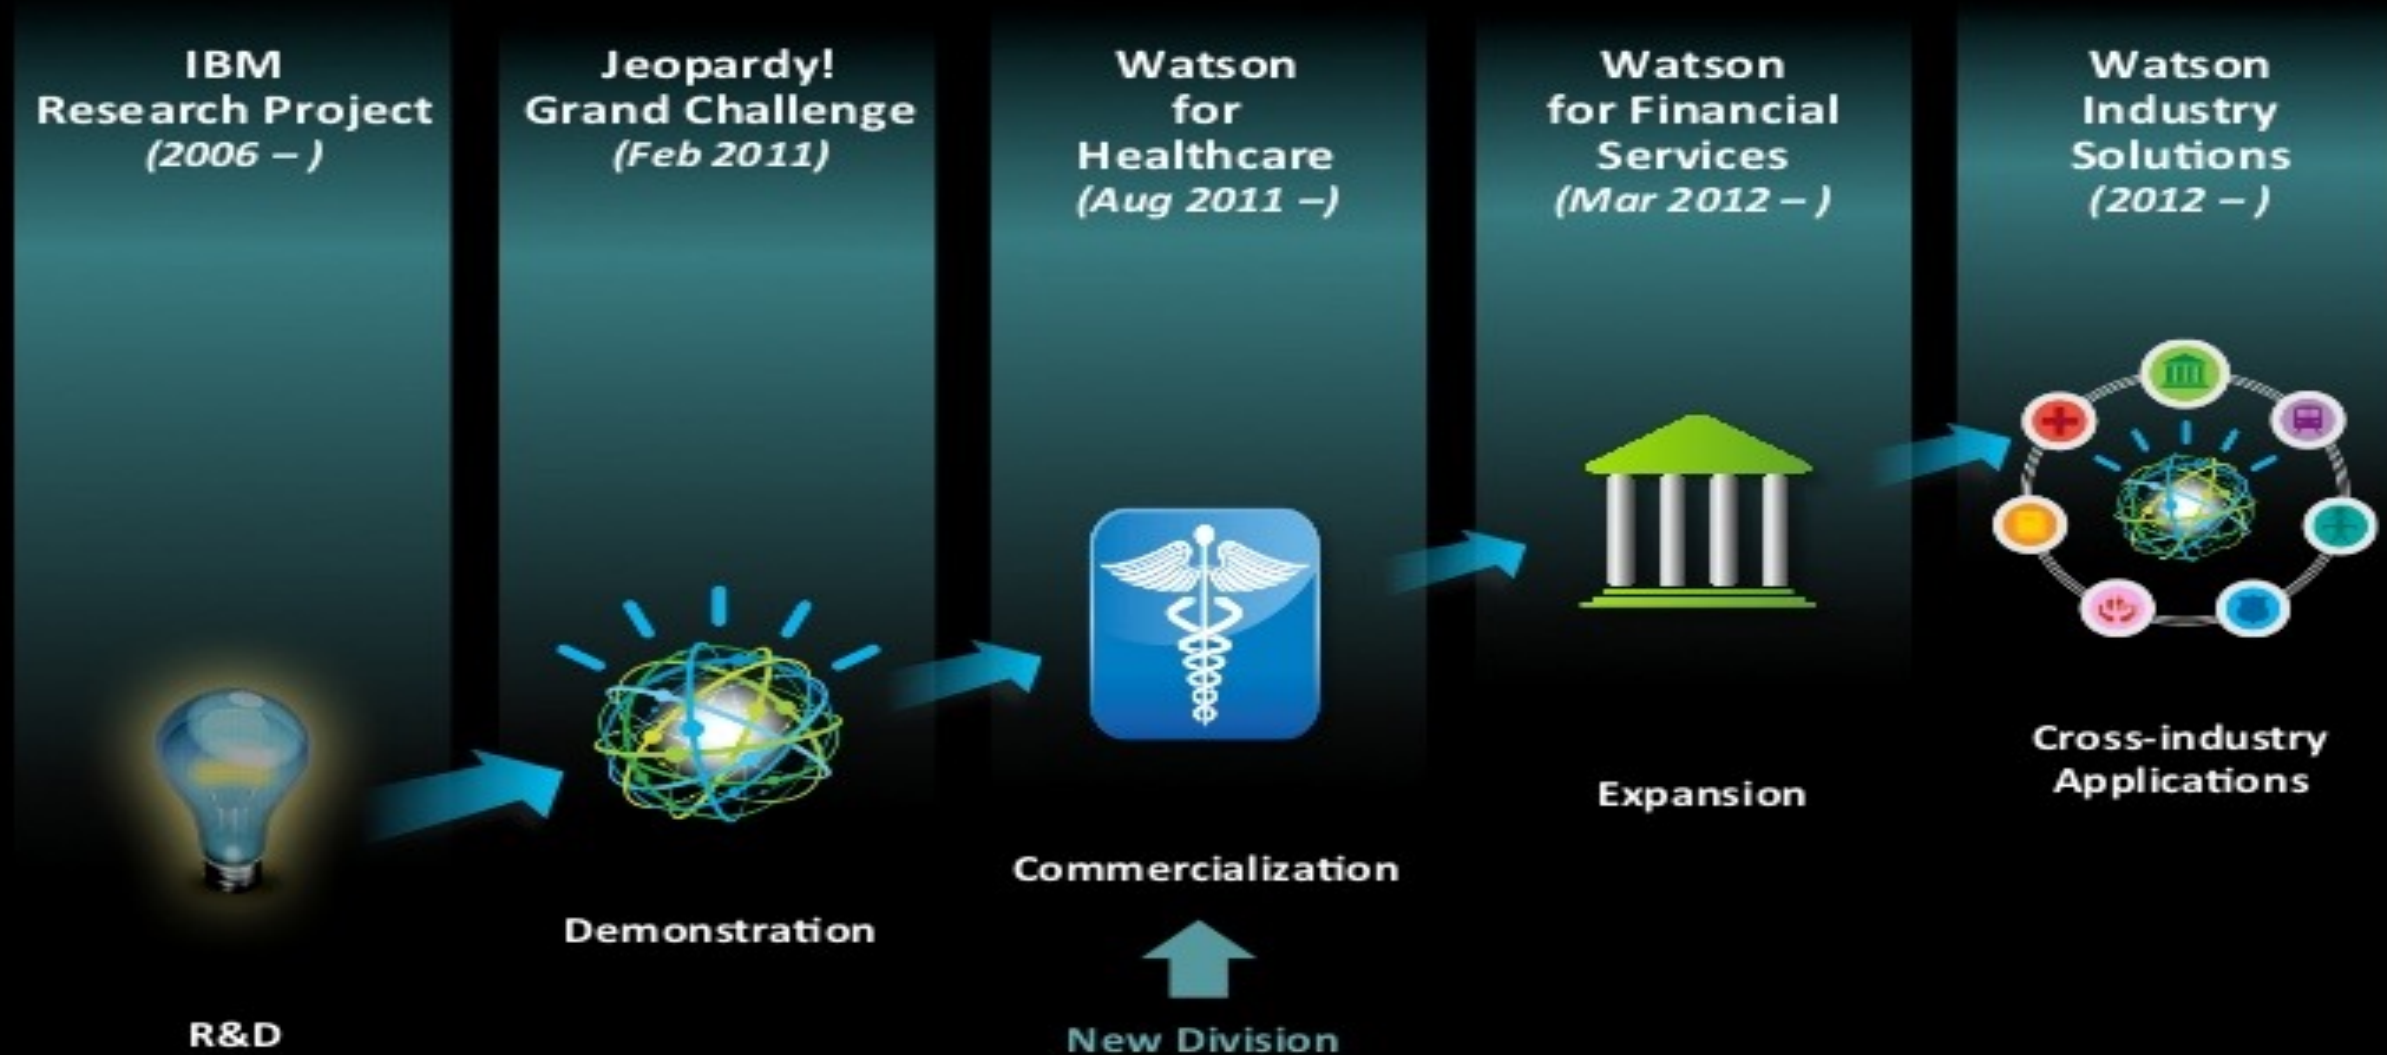 IBM
Research Project
(2006 – )
Jeopardy!
Grand Challenge
(Feb 2011)
Watson
for
Healthcare
(Aug 2011 –)
Watson
for Financial
Services
(Mar 2012 – )
Watson
Industry
Solutions
(2012 – )
R&D
Demonstration
Commercialization
New Division
Expansion
Cross-industry
Applications